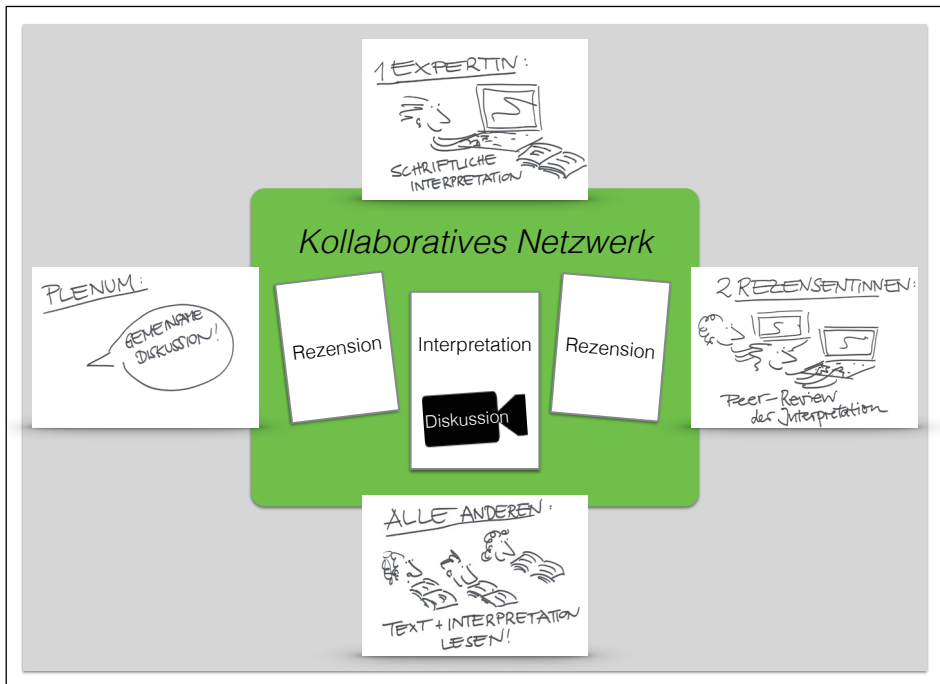 1 EXPERTIN:
SCHRIFTLICHE
INTERPRETATION
Kollaboratives Netzwerk
PLENUM:
GEMEINSAME
DISKUSSION!
Rezension
Interpretation
Diskussion
Rezension
2 REZENSENTINNEN:
Peer-Review
der Interpretation
ALLE ANDEREN:
TEXT + INTERPRETATION
LESEN!